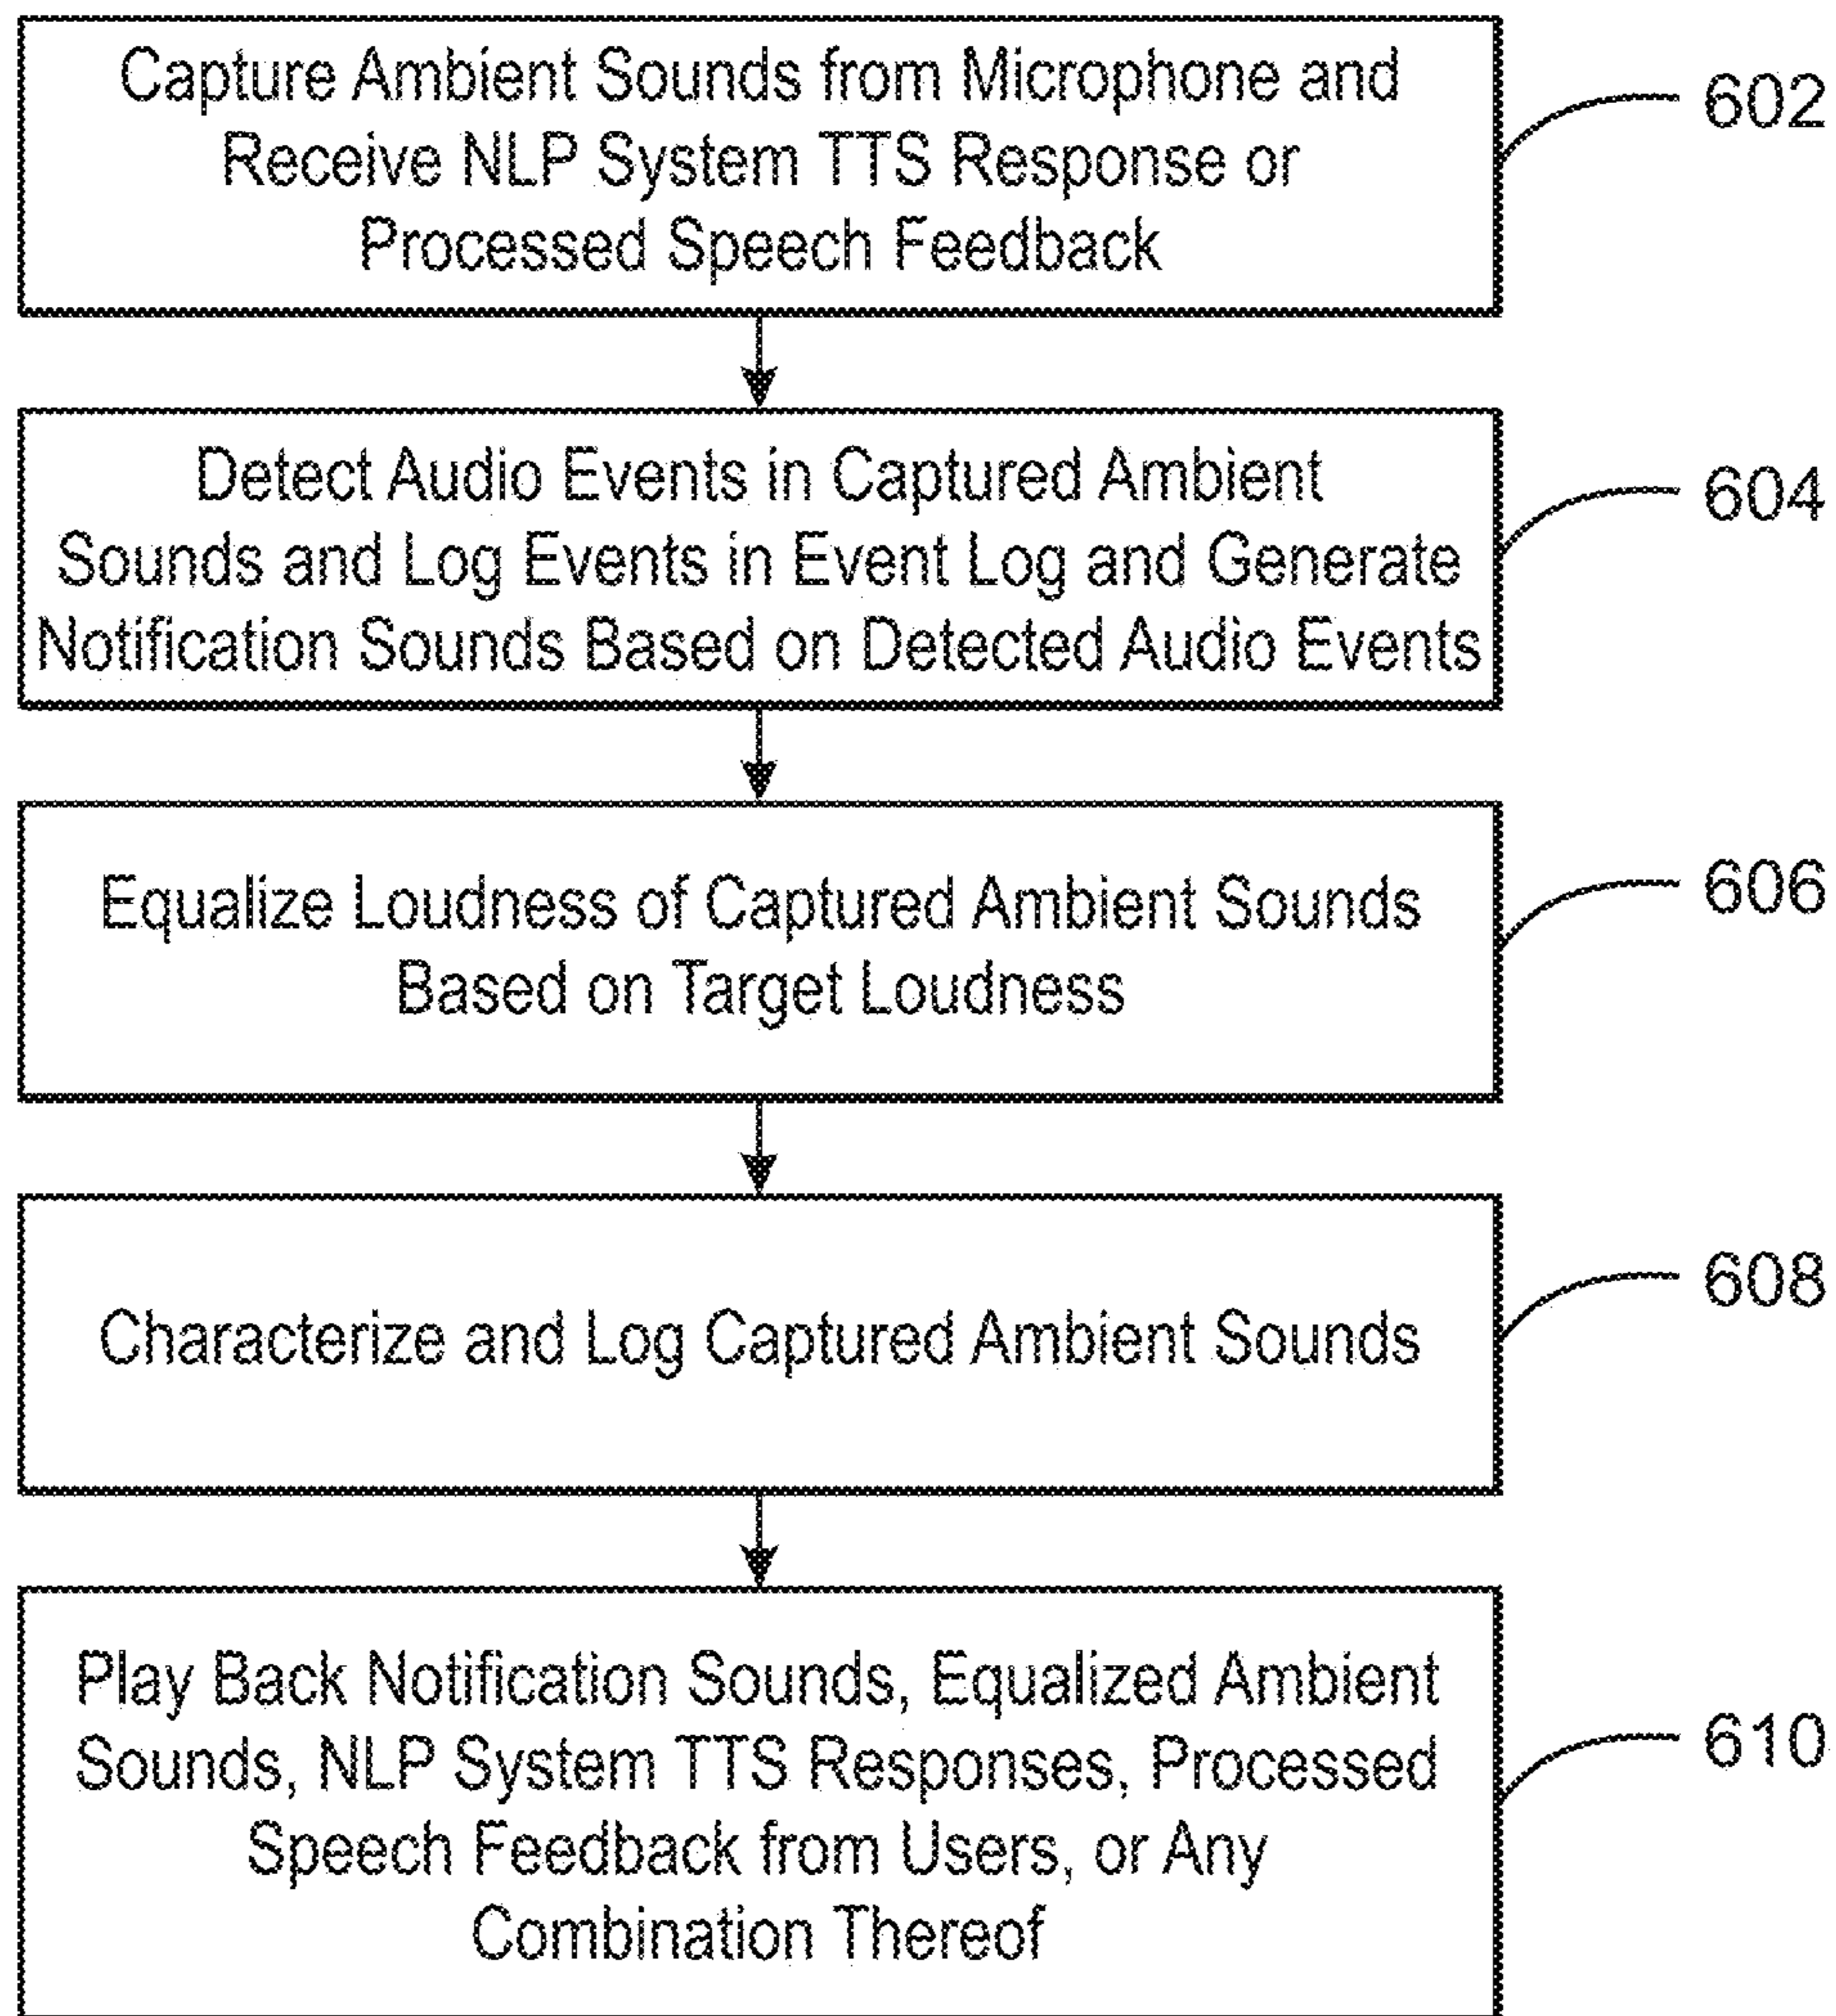 Capture Ambient Sounds from Microphone and
Receive NLP System TTS Response or
Processed Speech Feedback
602
Detect Audio Events in Captured Ambient
Sounds and Log Events in Event Log and Generate
Notification Sounds Based on Detected Audio Events
604
Equalize Loudness of Captured Ambient Sounds
Based on Target Loudness
606
Characterize and Log Captured Ambient Sounds
608
Play Back Notification Sounds, Equalized Ambient
Sounds, NLP System TTS Responses, Processed
Speech Feedback from Users, or Any
Combination Thereof
610